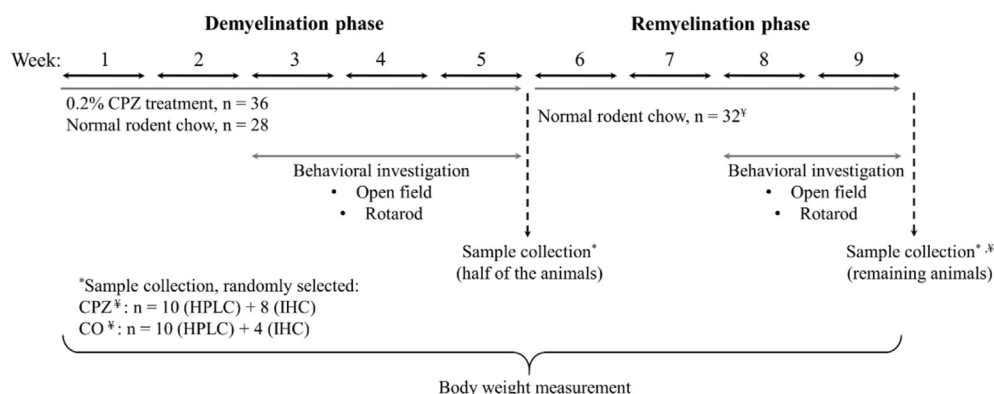 Demyelination phase
Remyelination phase
Week: 1 2 3 4 5 6 7 8 9
0.2% CPZ treatment, n = 36
Normal rodent chow, n = 28
Normal rodent chow, n = 32¥
Behavioral investigation
• Open field
• Rotarod
Behavioral investigation
• Open field
• Rotarod
Sample collection*
(half of the animals)
Sample collection*,¥
(remaining animals)
*Sample collection, randomly selected:
CPZ¥: n = 10 (HPLC) + 8 (IHC)
CO ¥: n = 10 (HPLC) + 4 (IHC)
Body weight measurement